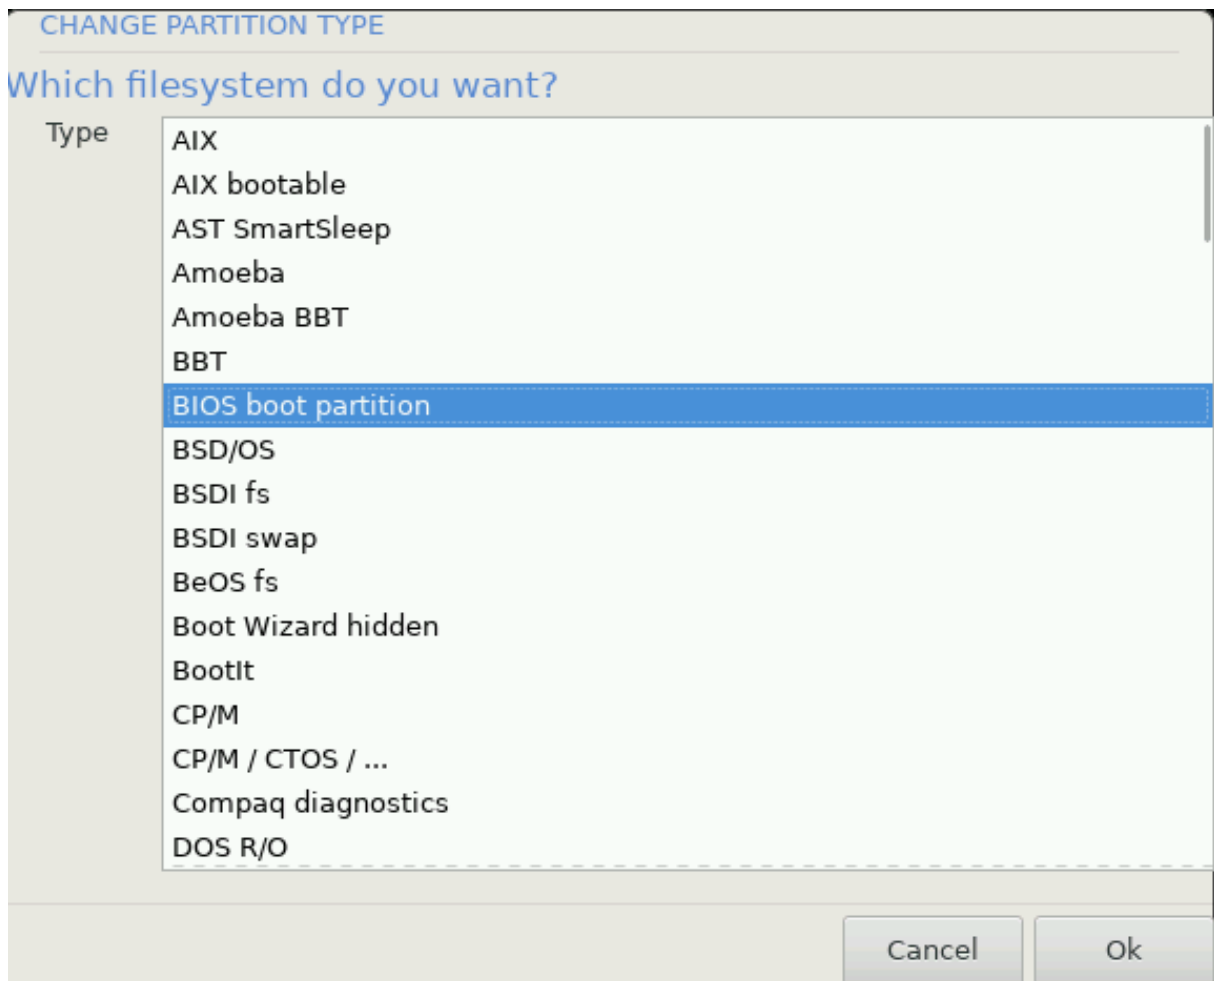 CHANGE PARTITION TYPE
Which filesystem do you want?
Type
AIX
AIX bootable
AST SmartSleep
Amoeba
Amoeba BBT
BBT
BIOS boot partition
BSD/OS
BSDI fs
BSDI swap
BeOS fs
Boot Wizard hidden
BootIt
CP/M
CP/M / CTOS / ...
Compaq diagnostics
DOS R/O
Cancel Ok